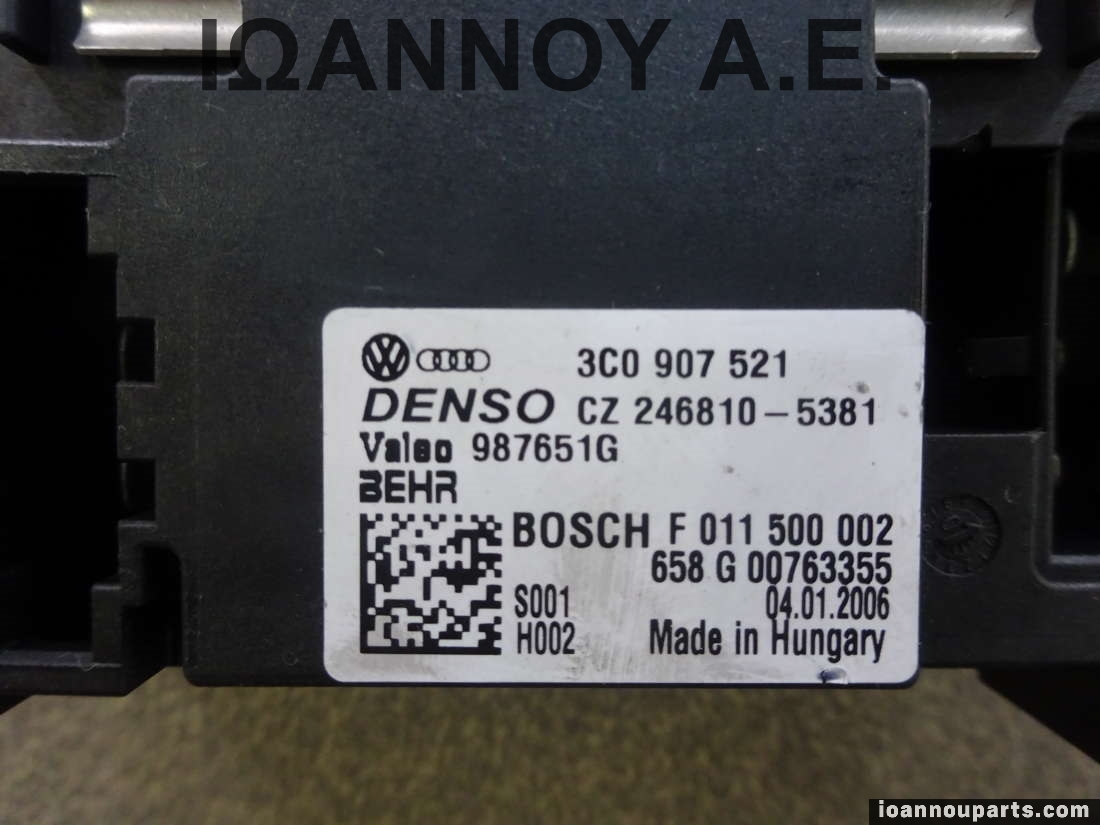 ΙΩΑΝΝΟΥ Α.Ε.
3C0 907 521
DENSO CZ 246810-5381
Valeo 987651G
BEHR
BOSCH F 011 500 002
658 G 00763355
S001 04.01.2006
H002 Made in Hungary
ioannouparts.com